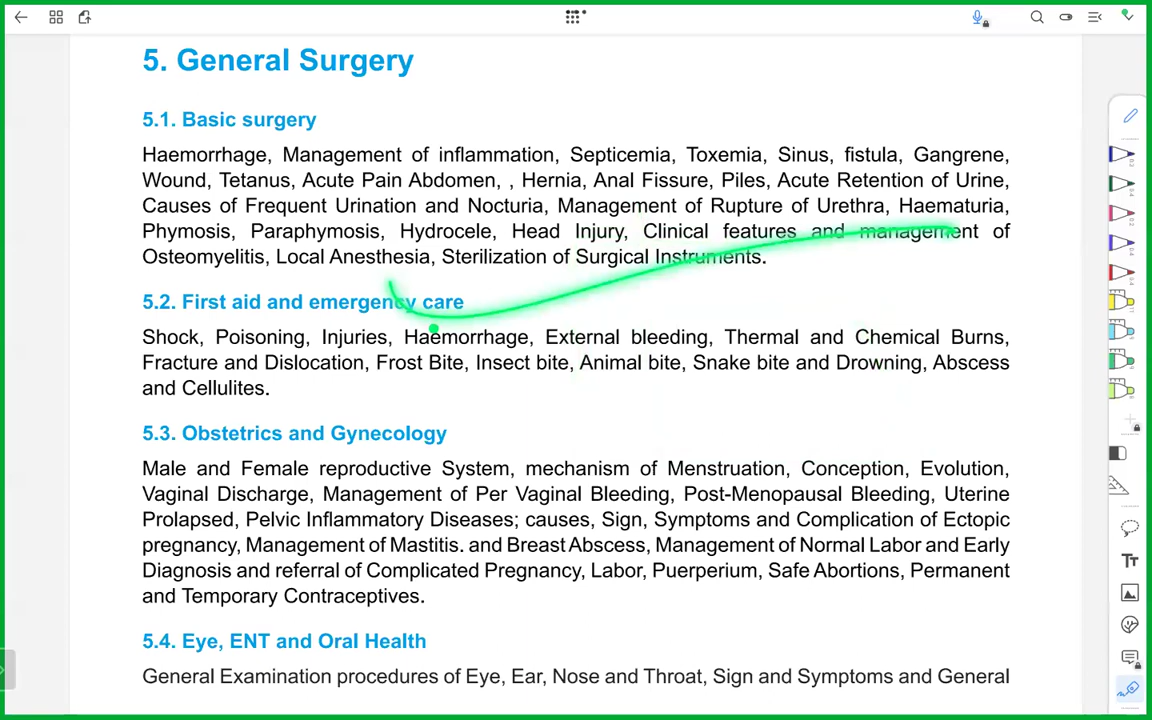 5. General Surgery
5.1. Basic surgery
Haemorrhage, Management of inflammation, Septicemia, Toxemia, Sinus, fistula, Gangrene,
Wound, Tetanus, Acute Pain Abdomen, , Hernia, Anal Fissure, Piles, Acute Retention of Urine,
Causes of Frequent Urination and Nocturia, Management of Rupture of Urethra, Haematuria,
Phymosis, Paraphymosis, Hydrocele, Head Injury, Clinical features and management of
Osteomyelitis, Local Anesthesia, Sterilization of Surgical Instruments.
5.2. First aid and emergency care
Shock, Poisoning, Injuries, Haemorrhage, External bleeding, Thermal and Chemical Burns,
Fracture and Dislocation, Frost Bite, Insect bite, Animal bite, Snake bite and Drowning, Abscess
and Cellulites.
5.3. Obstetrics and Gynecology
Male and Female reproductive System, mechanism of Menstruation, Conception, Evolution,
Vaginal Discharge, Management of Per Vaginal Bleeding, Post-Menopausal Bleeding, Uterine
Prolapsed, Pelvic Inflammatory Diseases; causes, Sign, Symptoms and Complication of Ectopic
pregnancy, Management of Mastitis. and Breast Abscess, Management of Normal Labor and Early
Diagnosis and referral of Complicated Pregnancy, Labor, Puerperium, Safe Abortions, Permanent
and Temporary Contraceptives.
5.4. Eye, ENT and Oral Health
General Examination procedures of Eye, Ear, Nose and Throat, Sign and Symptoms and General
Tт